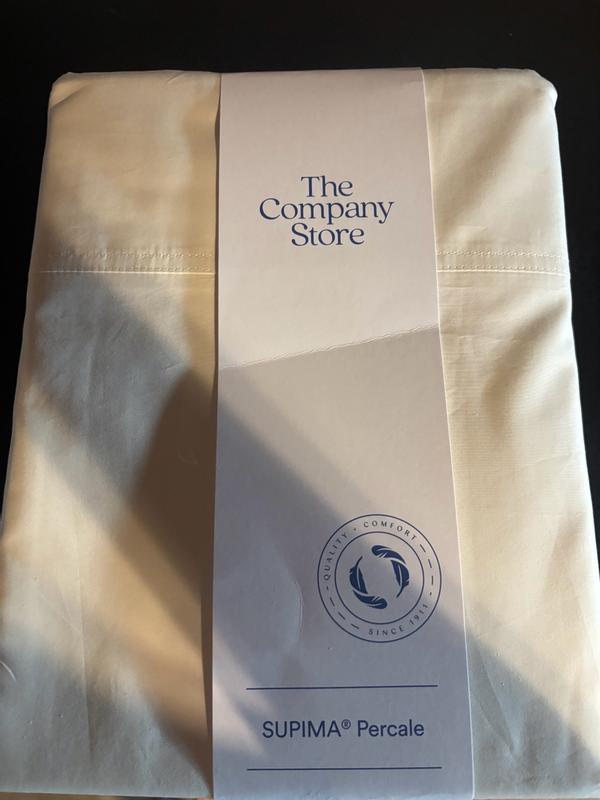 The
Company
Store
QUALITY • COMFORT
SINCE 1911
SUPIMA® Percale